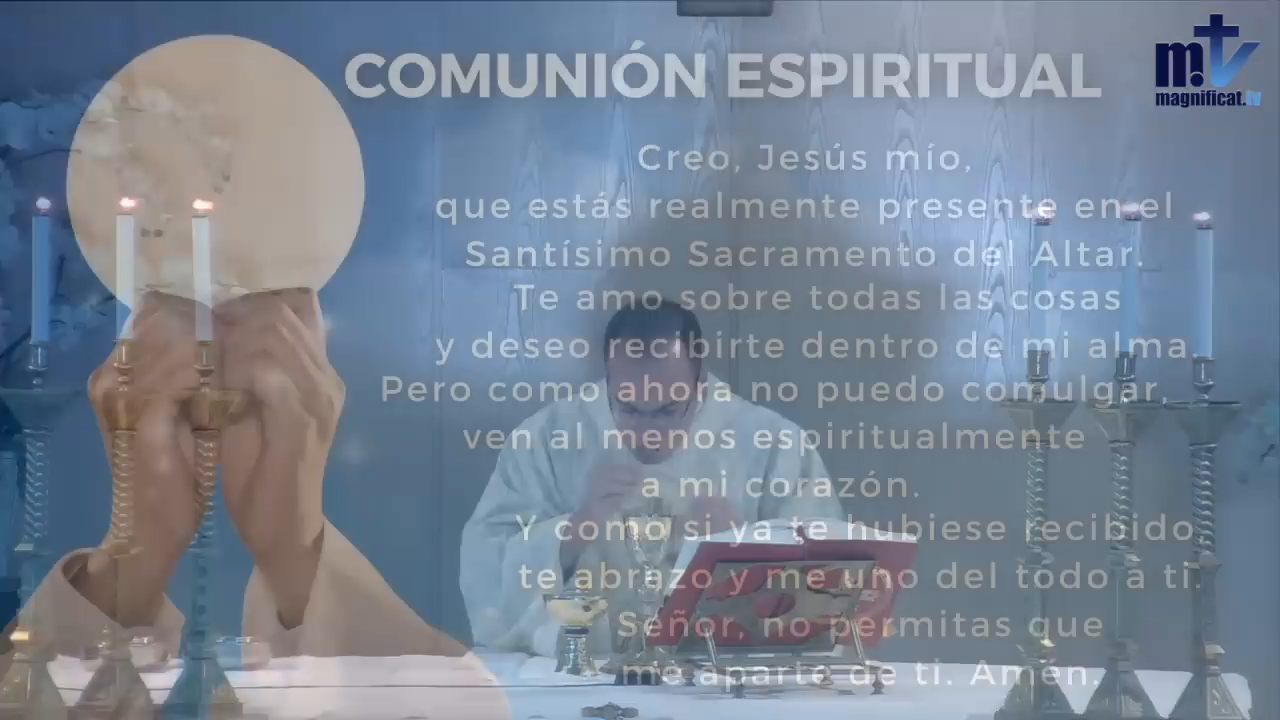 COMUNIÓN ESPIRITUAL
m.tv
magnificat.tv
Creo, Jesús mío,
que estás realmente presente en el
Santísimo Sacramento del Altar.
Te amo sobre todas las cosas
y deseo recibirte dentro de mi alma
Pero como ahora no puedo comulgar,
ven al menos espiritualmente
a mi corazón.
Y como si ya te hubiese recibido,
te abrazo y me uno del todo a ti.
Señor, no permitas que
me aparte de ti. Amén.